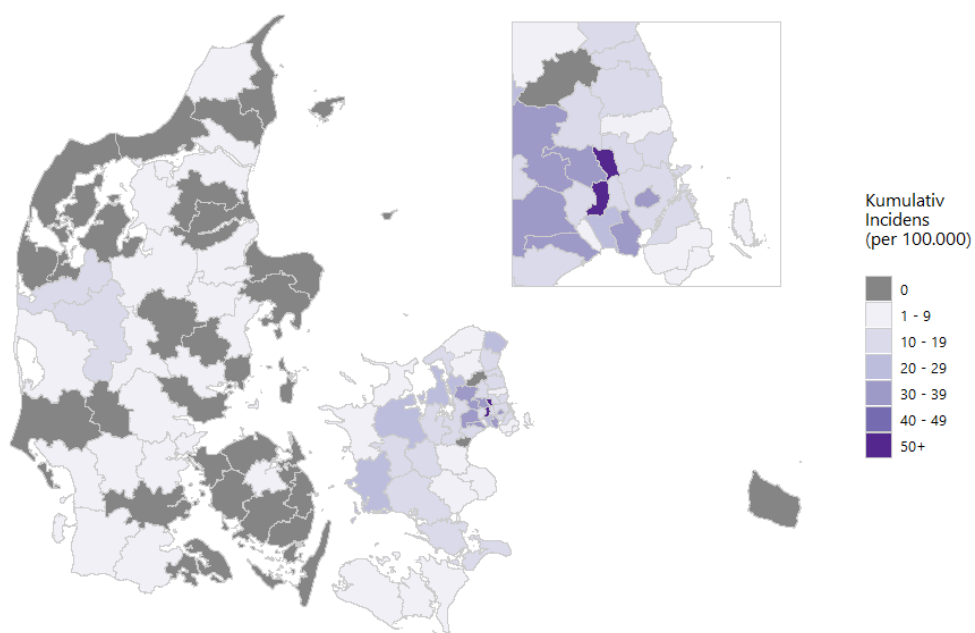 Kumulativ
Incidens
(per 100.000)
0
1 - 9
10 - 19
20 - 29
30 - 39
40 - 49
50+